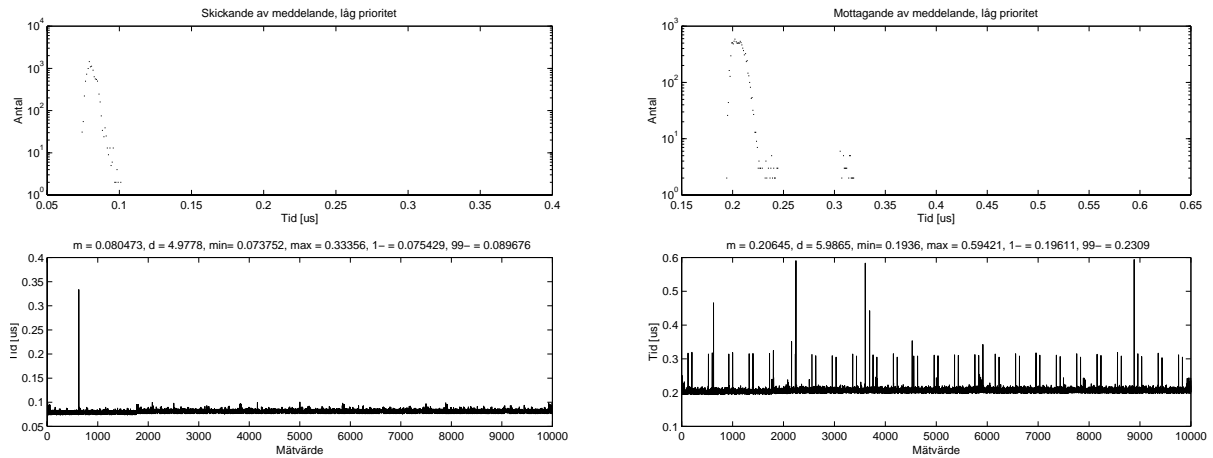 Skickande av meddelande, låg prioritet
10^4
10^3
10^2
10^1
10^0
Antal
0.05 0.1 0.15 0.2 0.25 0.3 0.35 0.4
Tid [us]
m = 0.080473, d = 4.9778, min= 0.073752, max = 0.33356, 1− = 0.075429, 99− = 0.089676
0.4
0.35
0.3
0.25
0.2
0.15
0.1
0.05
Tid [us]
0 1000 2000 3000 4000 5000 6000 7000 8000 9000 10000
Mätvärde
Mottagande av meddelande, låg prioritet
10^3
10^2
10^1
10^0
Antal
0.15 0.2 0.25 0.3 0.35 0.4 0.45 0.5 0.55 0.6 0.65
Tid [us]
m = 0.20645, d = 5.9865, min= 0.1936, max = 0.59421, 1− = 0.19611, 99− = 0.2309
0.6
0.5
0.4
0.3
0.2
0.1
Tid [us]
0 1000 2000 3000 4000 5000 6000 7000 8000 9000 10000
Mätvärde